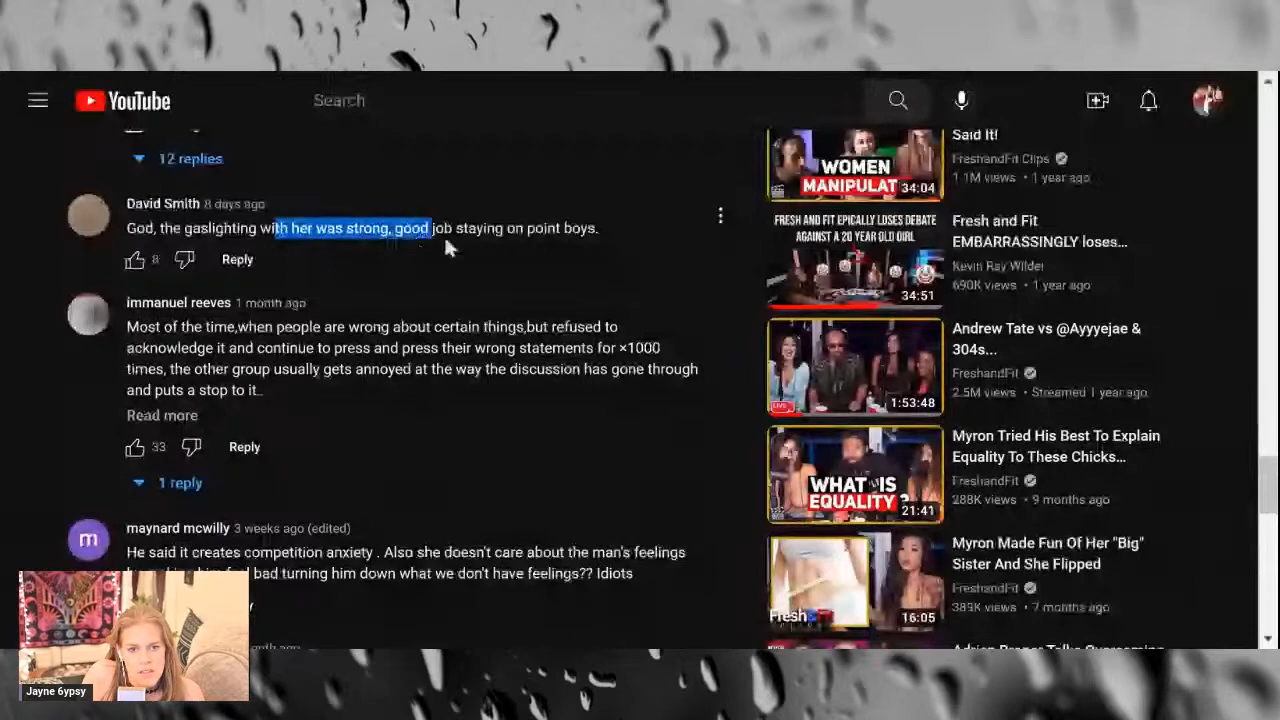 YouTube
Search
12 replies
David Smith 8 days ago
God, the gaslighting with her was strong, good job staying on point boys.
8
Reply
immanuel reeves 1 month ago
Most of the time,when people are wrong about certain things,but refused to
acknowledge it and continue to press and press their wrong statements for ×1000
times, the other group usually gets annoyed at the way the discussion has gone through
and puts a stop to it..
Read more
33
Reply
1 reply
m
maynard mcwilly 3 weeks ago (edited)
He said it creates competition anxiety . Also she doesn't care about the man's feelings
bad turning him down what we don't have feelings?? Idiots
Jayne 6ypsy
WOMEN
MANIPULAT
34:04
Said It!
FreshandFit Clips
1.1M views • 1 year ago
FRESH AND FIT EPICALLY LOSES DEBATE
AGAINST A 20 YEAR OLD GIRL
34:51
Fresh and Fit
EMBARRASSINGLY loses...
Kevin Ray Wilder
690K views • 1 year ago
LIVE
1:53:48
Andrew Tate vs @Ayyyejae &
304s...
FreshandFit
2.5M views • Streamed 1 year ago
WHAT IS
EQUALITY ?
21:41
Myron Tried His Best To Explain
Equality To These Chicks...
FreshandFit
288K views • 9 months ago
Fresh&Fit
16:05
Myron Made Fun Of Her "Big"
Sister And She Flipped
FreshandFit
389K views • 7 months ago